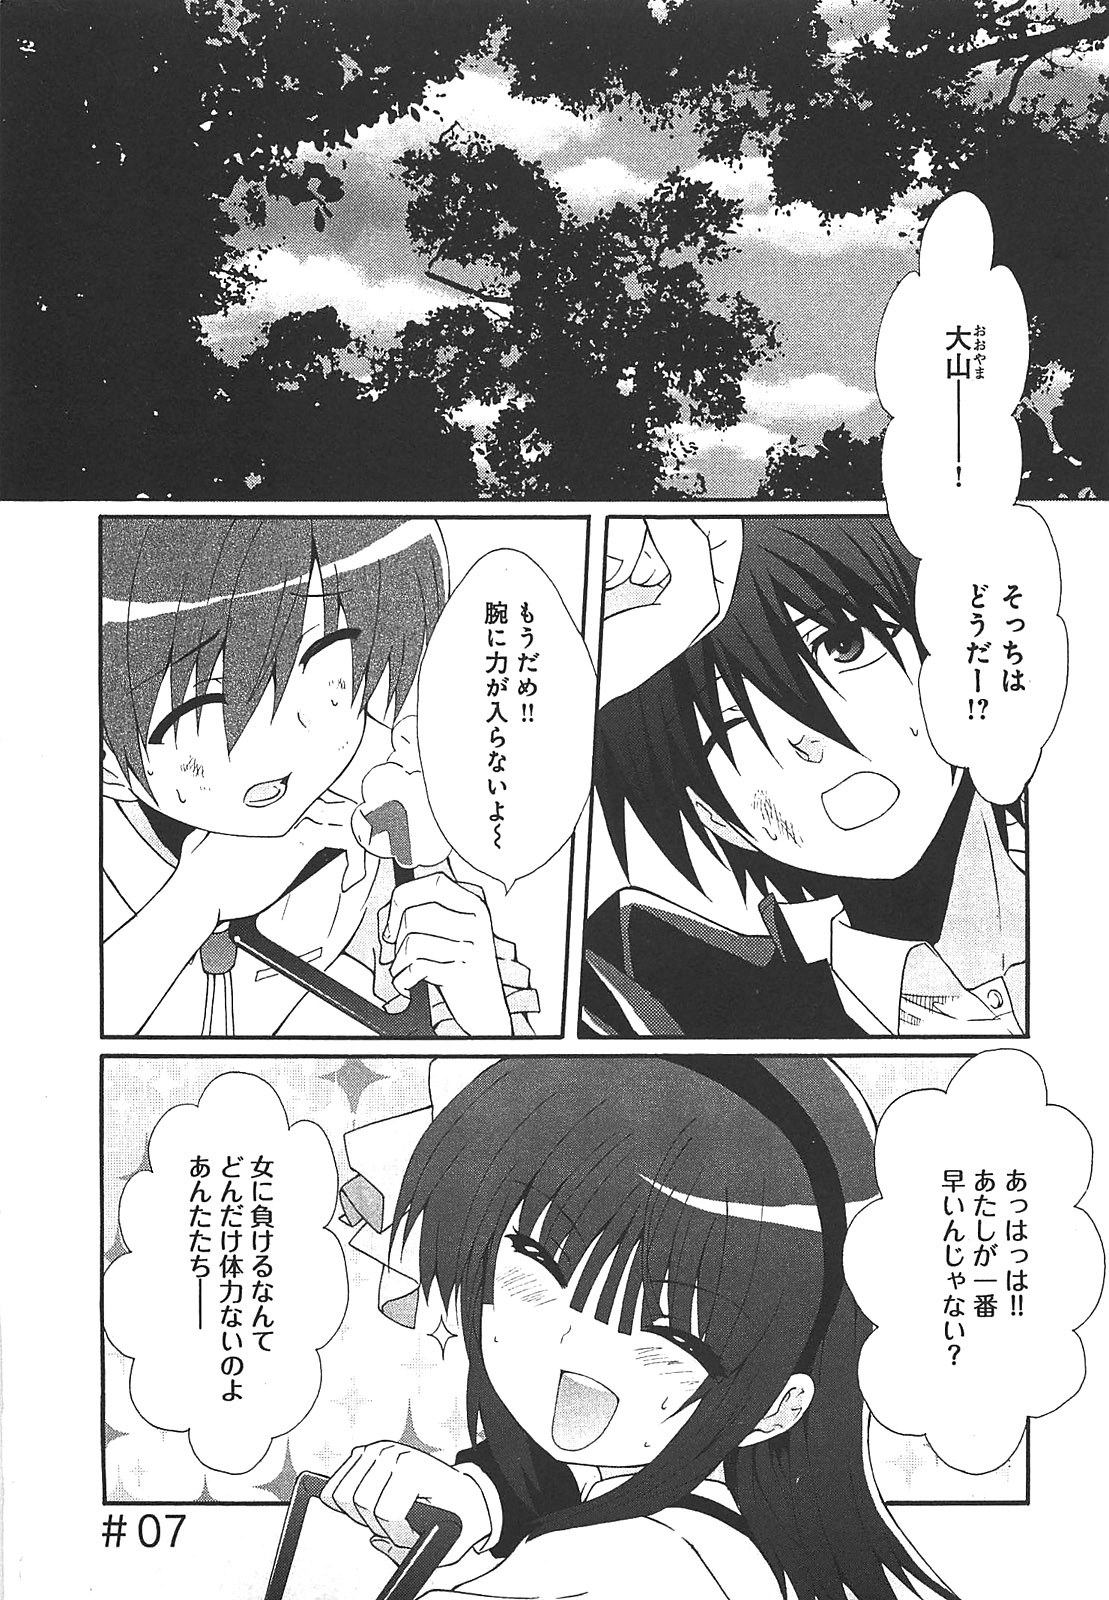 大山――!
おおやま
そっちは
どうだー!?
もうだめ!!
腕に力が入らないよ〜
あっはっは!!
あたしが一番
早いんじゃない?
女に負けるなんて
どんだけ体力ないのよ
あんたたち――
#07